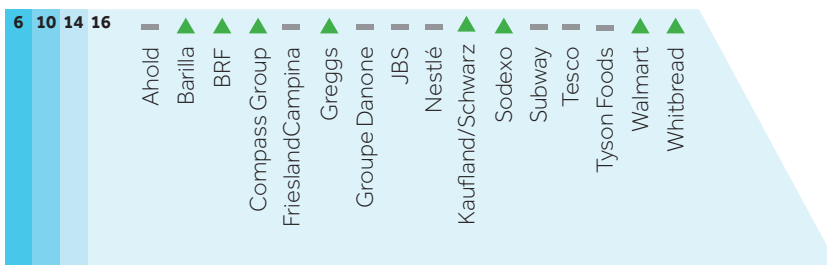 6 10 14 16
Ahold
Barilla
BRF
Compass Group
FrieslandCampina
Greggs
Groupe Danone
JBS
Nestlé
Kaufland/Schwarz
Sodexo
Subway
Tesco
Tyson Foods
Walmart
Whitbread